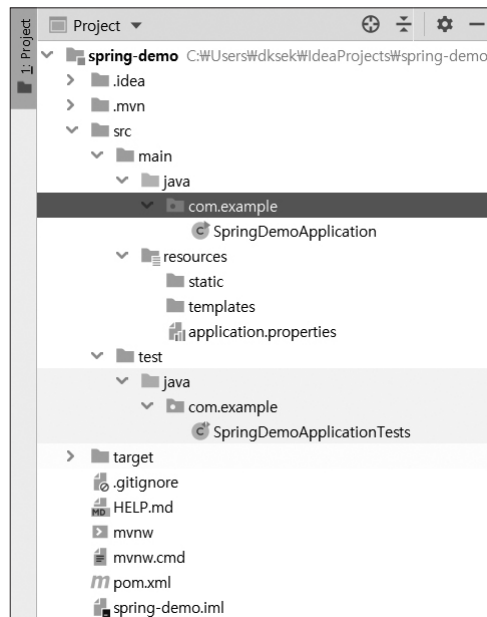 1: Project
Project
spring-demo C:₩Users₩dksek₩IdeaProjects₩spring-demo
.idea
.mvn
src
main
java
com.example
SpringDemoApplication
resources
static
templates
application.properties
test
java
com.example
SpringDemoApplicationTests
target
.gitignore
MD HELP.md
mvnw
mvnw.cmd
m pom.xml
spring-demo.iml